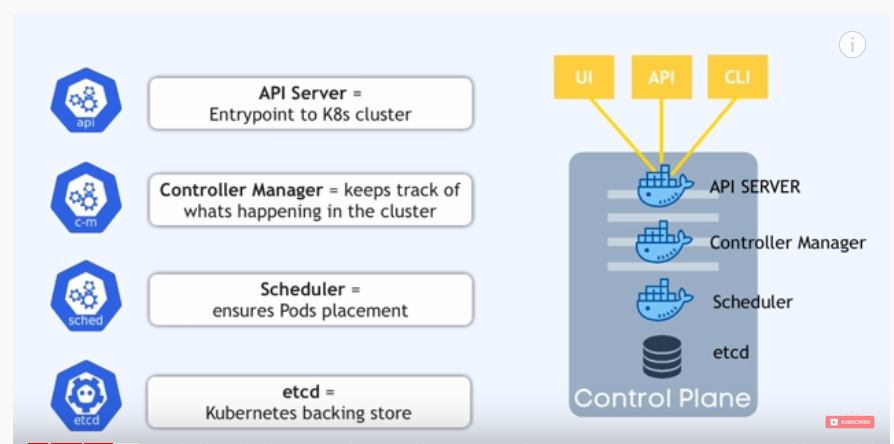 api
API Server =
Entrypoint to K8s cluster
c-m
Controller Manager = keeps track of
whats happening in the cluster
sched
Scheduler =
ensures Pods placement
etcd
etcd =
Kubernetes backing store
UI
API
CLI
API SERVER
Controller Manager
Scheduler
etcd
Control Plane
SUBSCRIBE